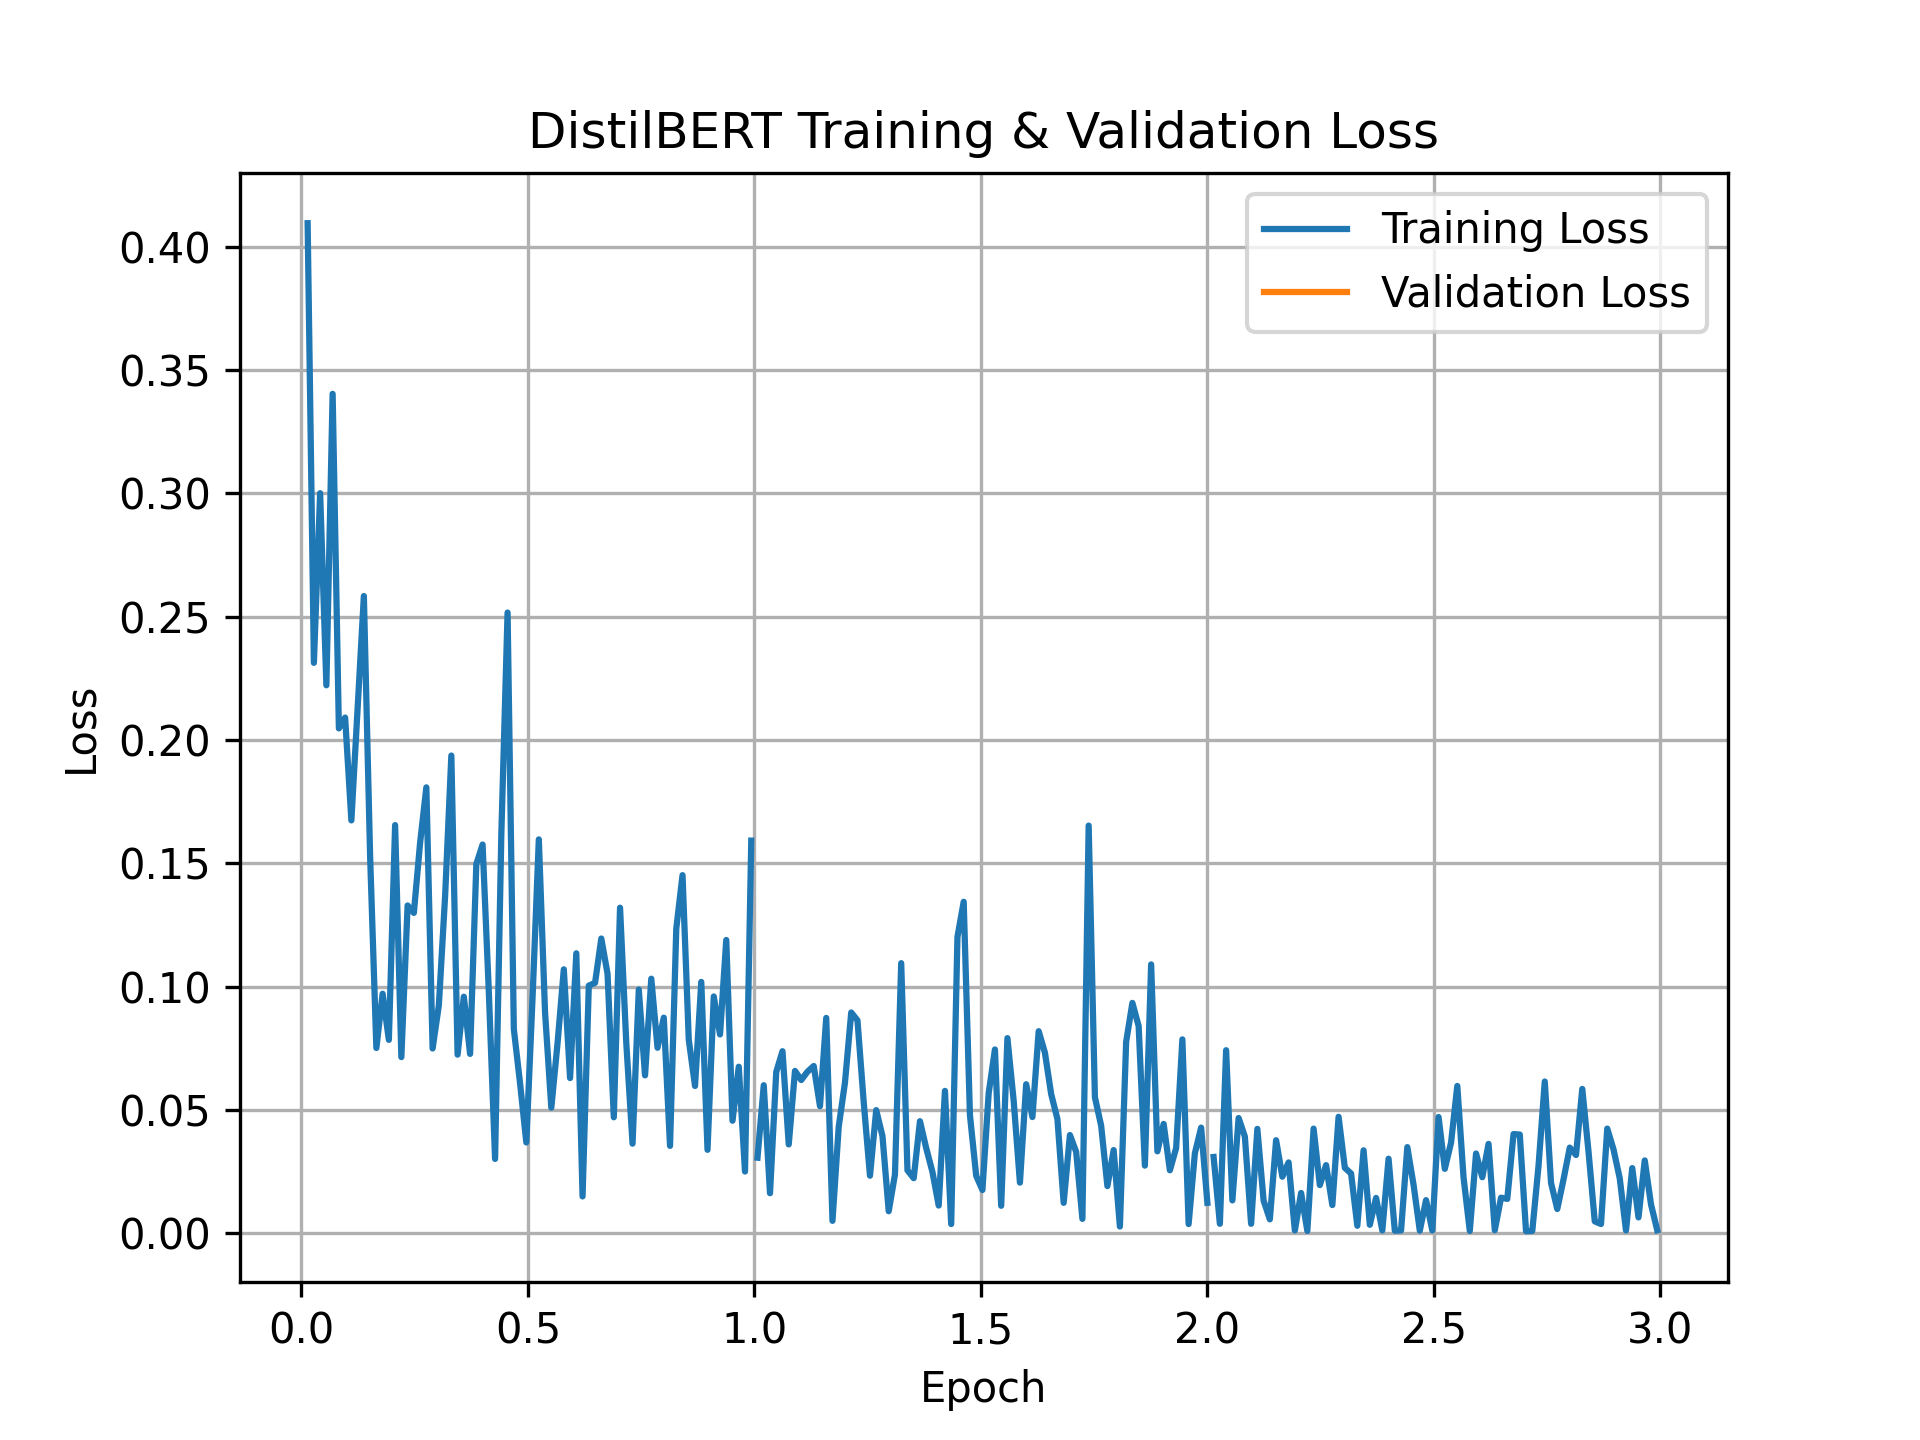 DistilBERT Training & Validation Loss
Training Loss
Validation Loss
0.40
0.35
0.30
0.25
0.20
0.15
0.10
0.05
0.00
Loss
0.0 0.5 1.0 1.5 2.0 2.5 3.0
Epoch